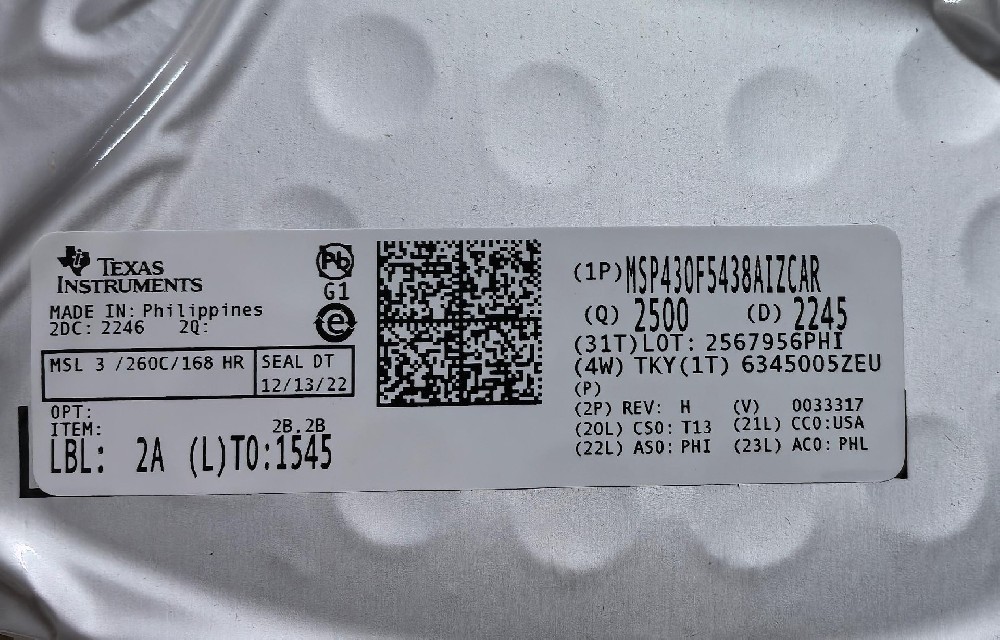 TEXAS
INSTRUMENTS
MADE IN: Philippines
2DC: 2246 2Q:
MSL 3 /260C/168 HR
SEAL DT
12/13/22
OPT:
ITEM: 2B.2B
LBL: 2A (L)TO:1545
Pb
G1
e
(1P)MSP430F5438AIZCAR
(Q) 2500 (D) 2245
(31T)LOT: 2567956PHI
(4W) TKY(1T) 6345005ZEU
(P)
(2P) REV: H (V) 0033317
(20L) CSO: T13 (21L) CCO:USA
(22L) ASO: PHI (23L) ACO: PHL